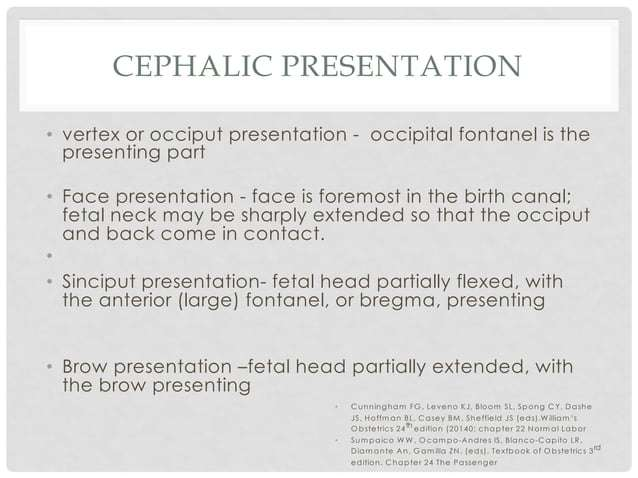 CEPHALIC PRESENTATION
• vertex or occiput presentation - occipital fontanel is the
presenting part
• Face presentation - face is foremost in the birth canal;
fetal neck may be sharply extended so that the occiput
and back come in contact.
•
• Sinciput presentation- fetal head partially flexed, with
the anterior (large) fontanel, or bregma, presenting
• Brow presentation –fetal head partially extended, with
the brow presenting
• Cunningham FG, Leveno KJ, Bloom SL, Spong CY, Dashe
JS, Hoffman BL, Casey BM, Sheffield JS (eds).William's
Obstetrics 24th edition (20140; chapter 22 Normal Labor
• Sumpaico WW, Ocampo-Andres IS, Blanco-Capito LR,
Diamante An, Gamilla ZN. (eds). Textbook of Obstetrics 3rd
edition. Chapter 24 The Passenger